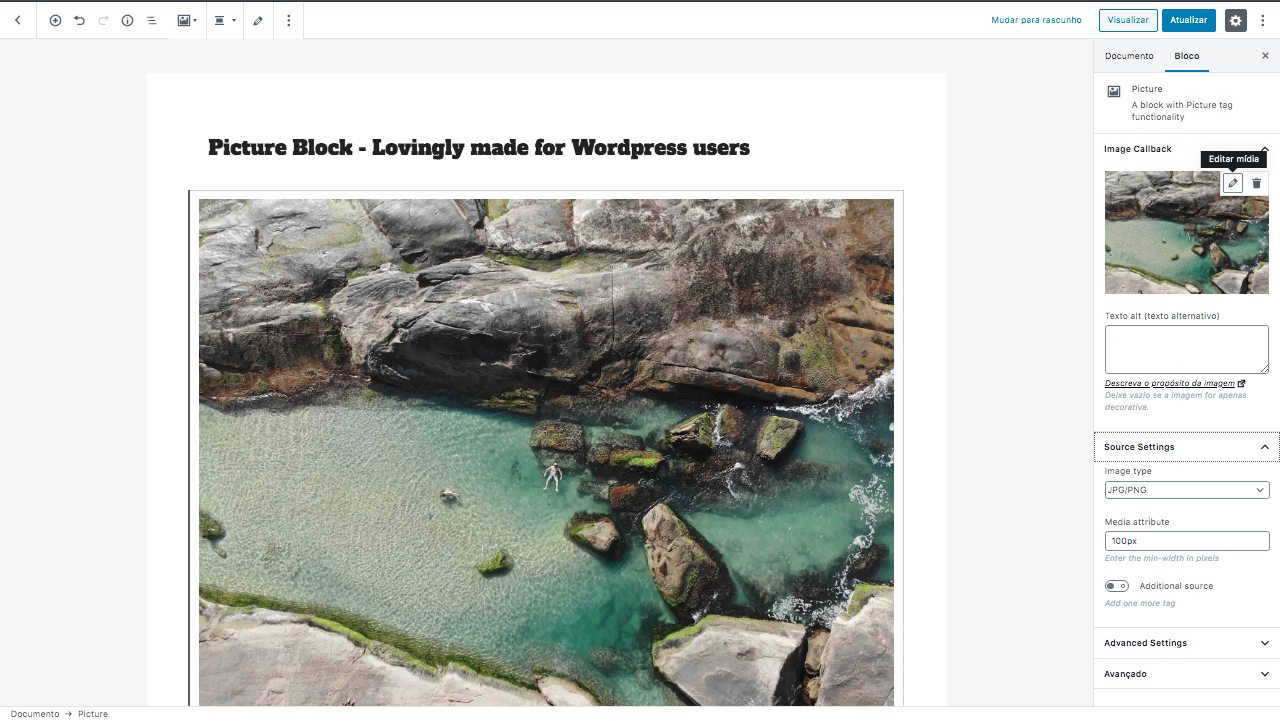 Mudar para rascunho
Visualizar
Atualizar
Documento
Bloco
Picture
A block with Picture tag
functionality
Image Callback
Editar mídia
Picture Block - Lovingly made for Wordpress users
Texto alt (texto alternativo)
Descreva o propósito da imagem
Deixe vazio se a imagem for apenas
decorativa.
Source Settings
Image type
JPG/PNG
Media attribute
100px
Enter the min-width in pixels
Additional source
Add one more tag
Advanced Settings
Avançado
Documento → Picture